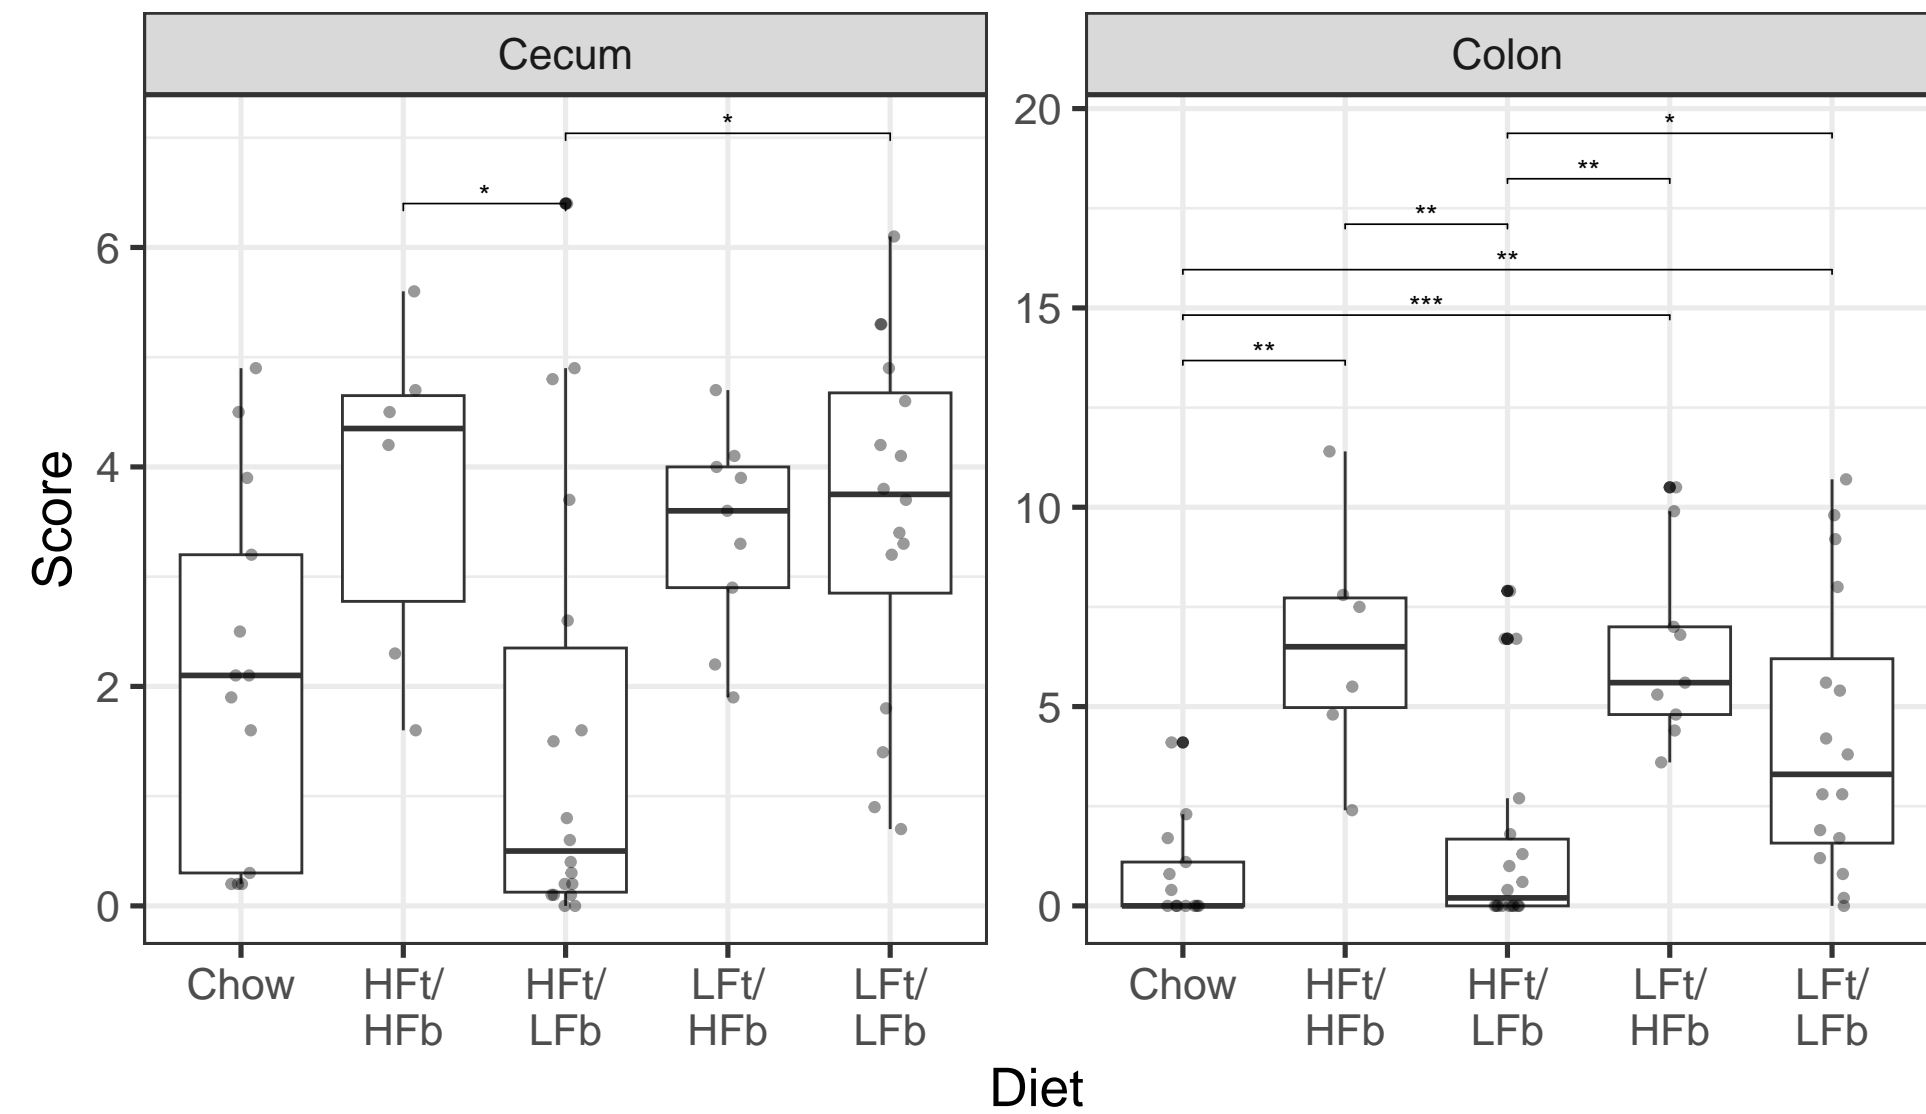 Cecum
Colon
Score
6
4
2
0
*
*
20
15
10
5
0
*
**
**
**
***
**
Chow
HFt/
HFb
HFt/
LFb
LFt/
HFb
LFt/
LFb
Chow
HFt/
HFb
HFt/
LFb
LFt/
HFb
LFt/
LFb
Diet